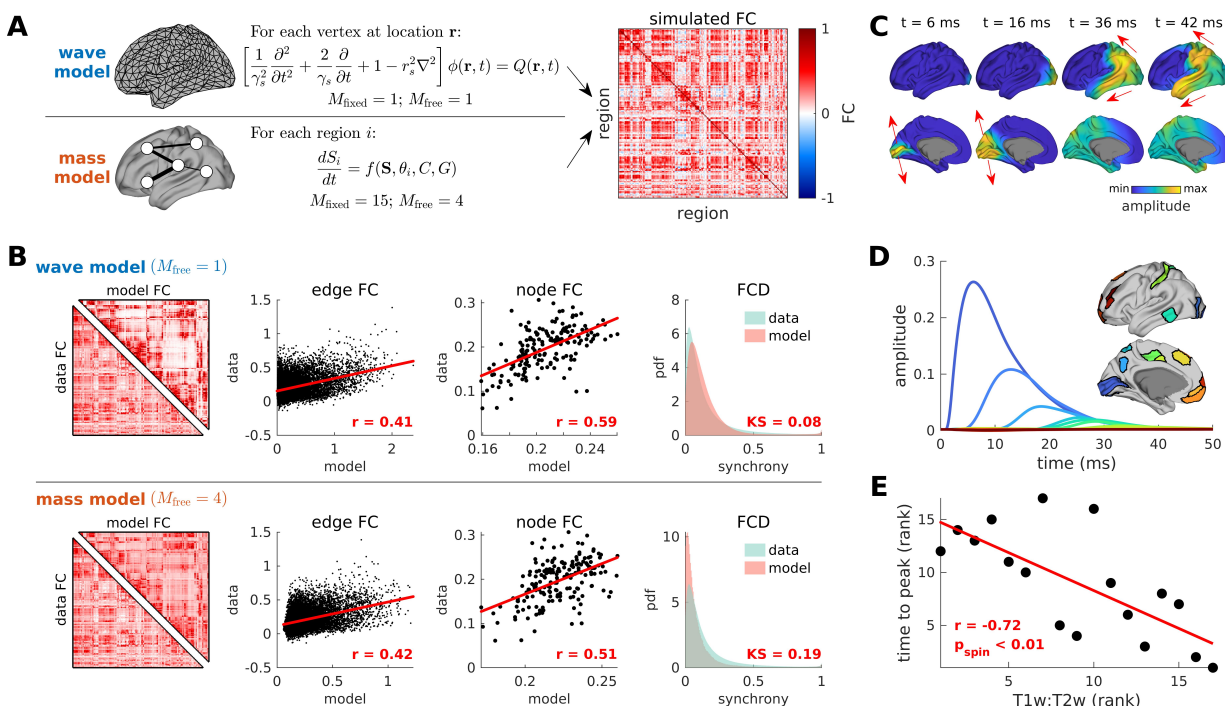 A
wave
model
For each vertex at location r:
[1/γ_s² ∂²/∂t² + 2/γ_s ∂/∂t + 1 − r_s²∇²] ϕ(r, t) = Q(r, t)
M_fixed = 1; M_free = 1
mass
model
For each region i:
dS_i/dt = f(S, θ_i, C, G)
M_fixed = 15; M_free = 4
simulated FC
region
region
1
0
-1
FC
C
t = 6 ms
t = 16 ms
t = 36 ms
t = 42 ms
min
max
amplitude
B
wave model (M_free = 1)
model FC
data FC
edge FC
1.5
1
0.5
0
-0.5
data
0
1
2
model
r = 0.41
node FC
0.3
0.2
0.1
0
data
0.16
0.2
0.24
model
r = 0.59
FCD
data
model
8
6
4
2
0
pdf
0
1
synchrony
KS = 0.08
mass model (M_free = 4)
model FC
data FC
edge FC
1.5
1
0.5
0
-0.5
data
0
0.5
1
model
r = 0.42
node FC
0.3
0.2
0.1
0
data
0.2
0.25
model
r = 0.51
FCD
data
model
10
5
0
pdf
0
1
synchrony
KS = 0.19
D
0.3
0.2
0.1
0
amplitude
0
10
20
30
40
50
time (ms)
E
15
10
5
time to peak (rank)
5
10
15
T1w:T2w (rank)
r = -0.72
p_spin < 0.01